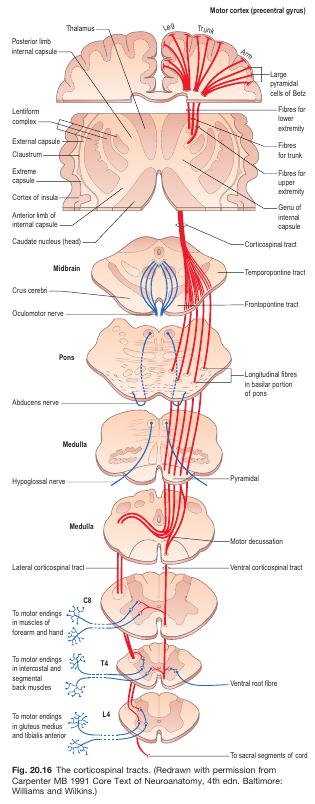 Motor cortex (precentral gyrus)
Thalamus
Leg
Trunk
Arm
Posterior limb
internal capsule
Large
pyramidal
cells of Betz
Lentiform
complex
Fibres for
lower
extremity
External capsule
Claustrum
Fibres
for trunk
Extreme
capsule
Fibres for
upper
extremity
Cortex of insula
Anterior limb of
internal capsule
Genu of
internal
capsule
Caudate nucleus (head)
Corticospinal tract
Midbrain
Temporopontine tract
Crus cerebri
Frontopontine tract
Oculomotor nerve
Pons
Longitudinal fibres
in basilar portion
of pons
Abducens nerve
Medulla
Hypoglossal nerve
Pyramidal
Medulla
Motor decussation
Lateral corticospinal tract
Ventral corticospinal tract
C8
To motor endings
in muscles of
forearm and hand
To motor endings
in intercostal and
segmental
back muscles
T4
Ventral root fibre
L4
To motor endings
in gluteus medius
and tibialis anterior
To sacral segments of cord
Fig. 20.16 The corticospinal tracts. (Redrawn with permission from
Carpenter MB 1991 Core Text of Neuroanatomy, 4th edn. Baltimore:
Williams and Wilkins.)